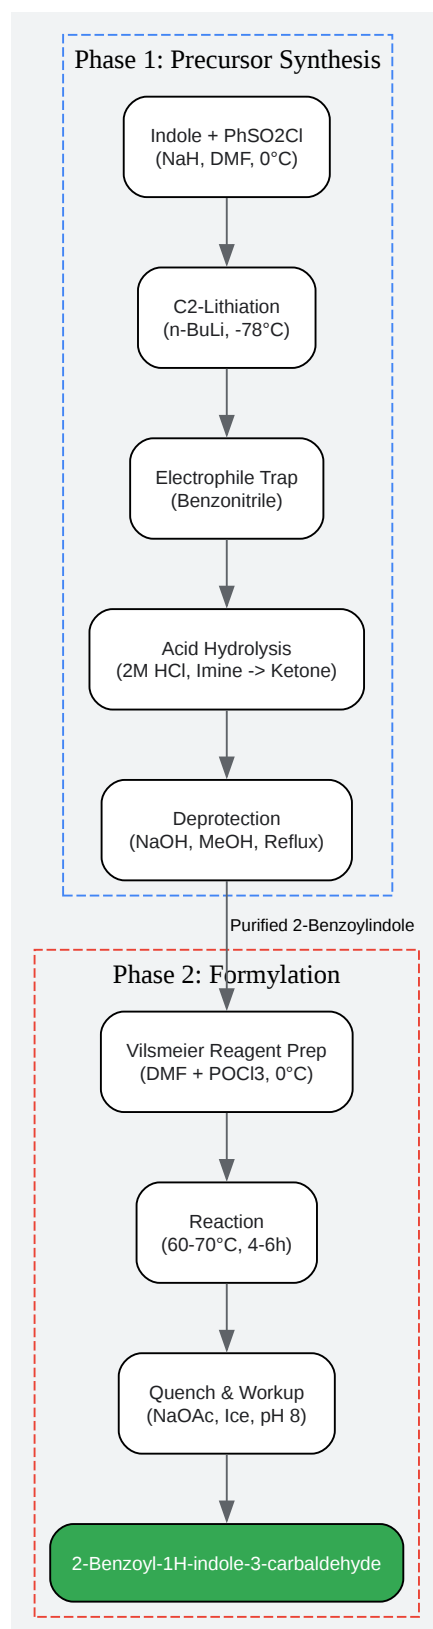 Phase 1: Precursor Synthesis
Indole + PhSO2Cl
(NaH, DMF, 0°C)
C2-Lithiation
(n-BuLi, -78°C)
Electrophile Trap
(Benzonitrile)
Acid Hydrolysis
(2M HCl, Imine -> Ketone)
Deprotection
(NaOH, MeOH, Reflux)
Purified 2-Benzoylindole
Phase 2: Formylation
Vilsmeier Reagent Prep
(DMF + POCl3, 0°C)
Reaction
(60-70°C, 4-6h)
Quench & Workup
(NaOAc, Ice, pH 8)
2-Benzoyl-1H-indole-3-carbaldehyde